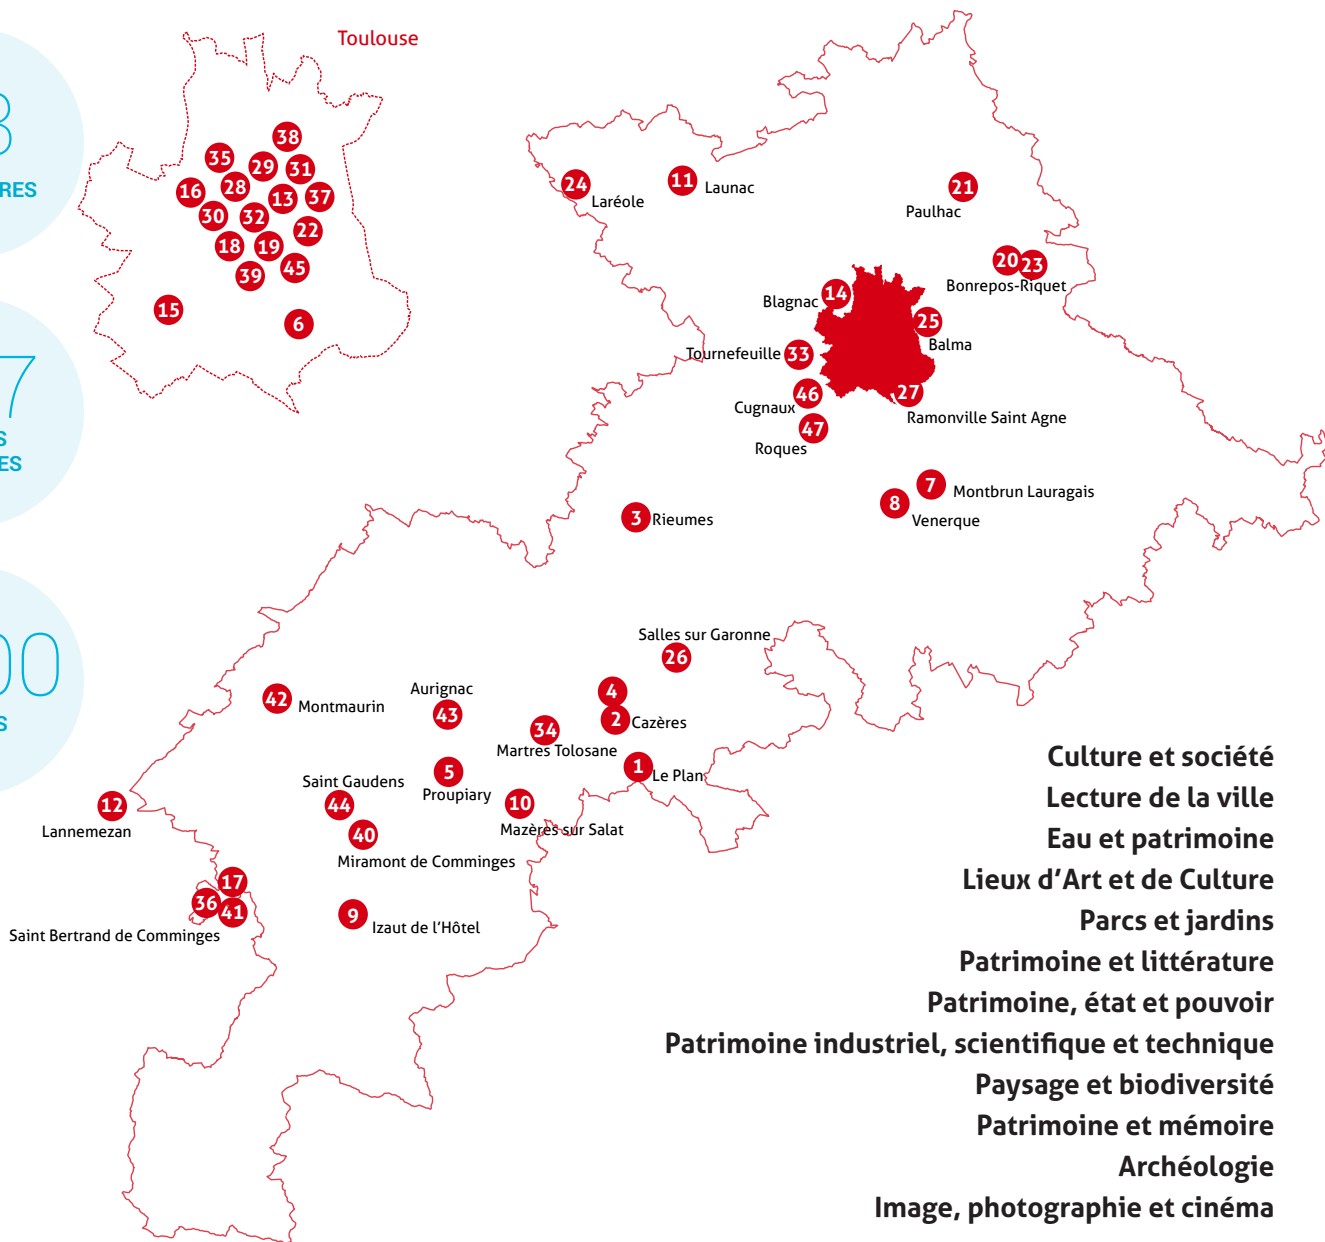 Toulouse
38
35
29
31
16
28
13
37
30
32
22
18
19
39
45
15
6
24
Laréole
11
Launac
21
Paulhac
20
23
Bonrepos-Riquet
14
Blagnac
25
Balma
33
Tournefeuille
46
Cugnaux
27
Ramonville Saint Agne
47
Roques
7
Montbrun Lauragais
8
Venerque
3
Rieumes
Salles sur Garonne
26
42
Montmaurin
Aurignac
43
4
2
Cazères
34
Martres Tolosane
1
Le Plan
5
Proupiary
Saint Gaudens
44
10
Mazères sur Salat
12
Lannemezan
40
Miramont de Comminges
17
36
41
Saint Bertrand de Comminges
9
Izaut de l'Hôtel
Culture et société
Lecture de la ville
Eau et patrimoine
Lieux d'Art et de Culture
Parcs et jardins
Patrimoine et littérature
Patrimoine, état et pouvoir
Patrimoine industriel, scientifique et technique
Paysage et biodiversité
Patrimoine et mémoire
Archéologie
Image, photographie et cinéma